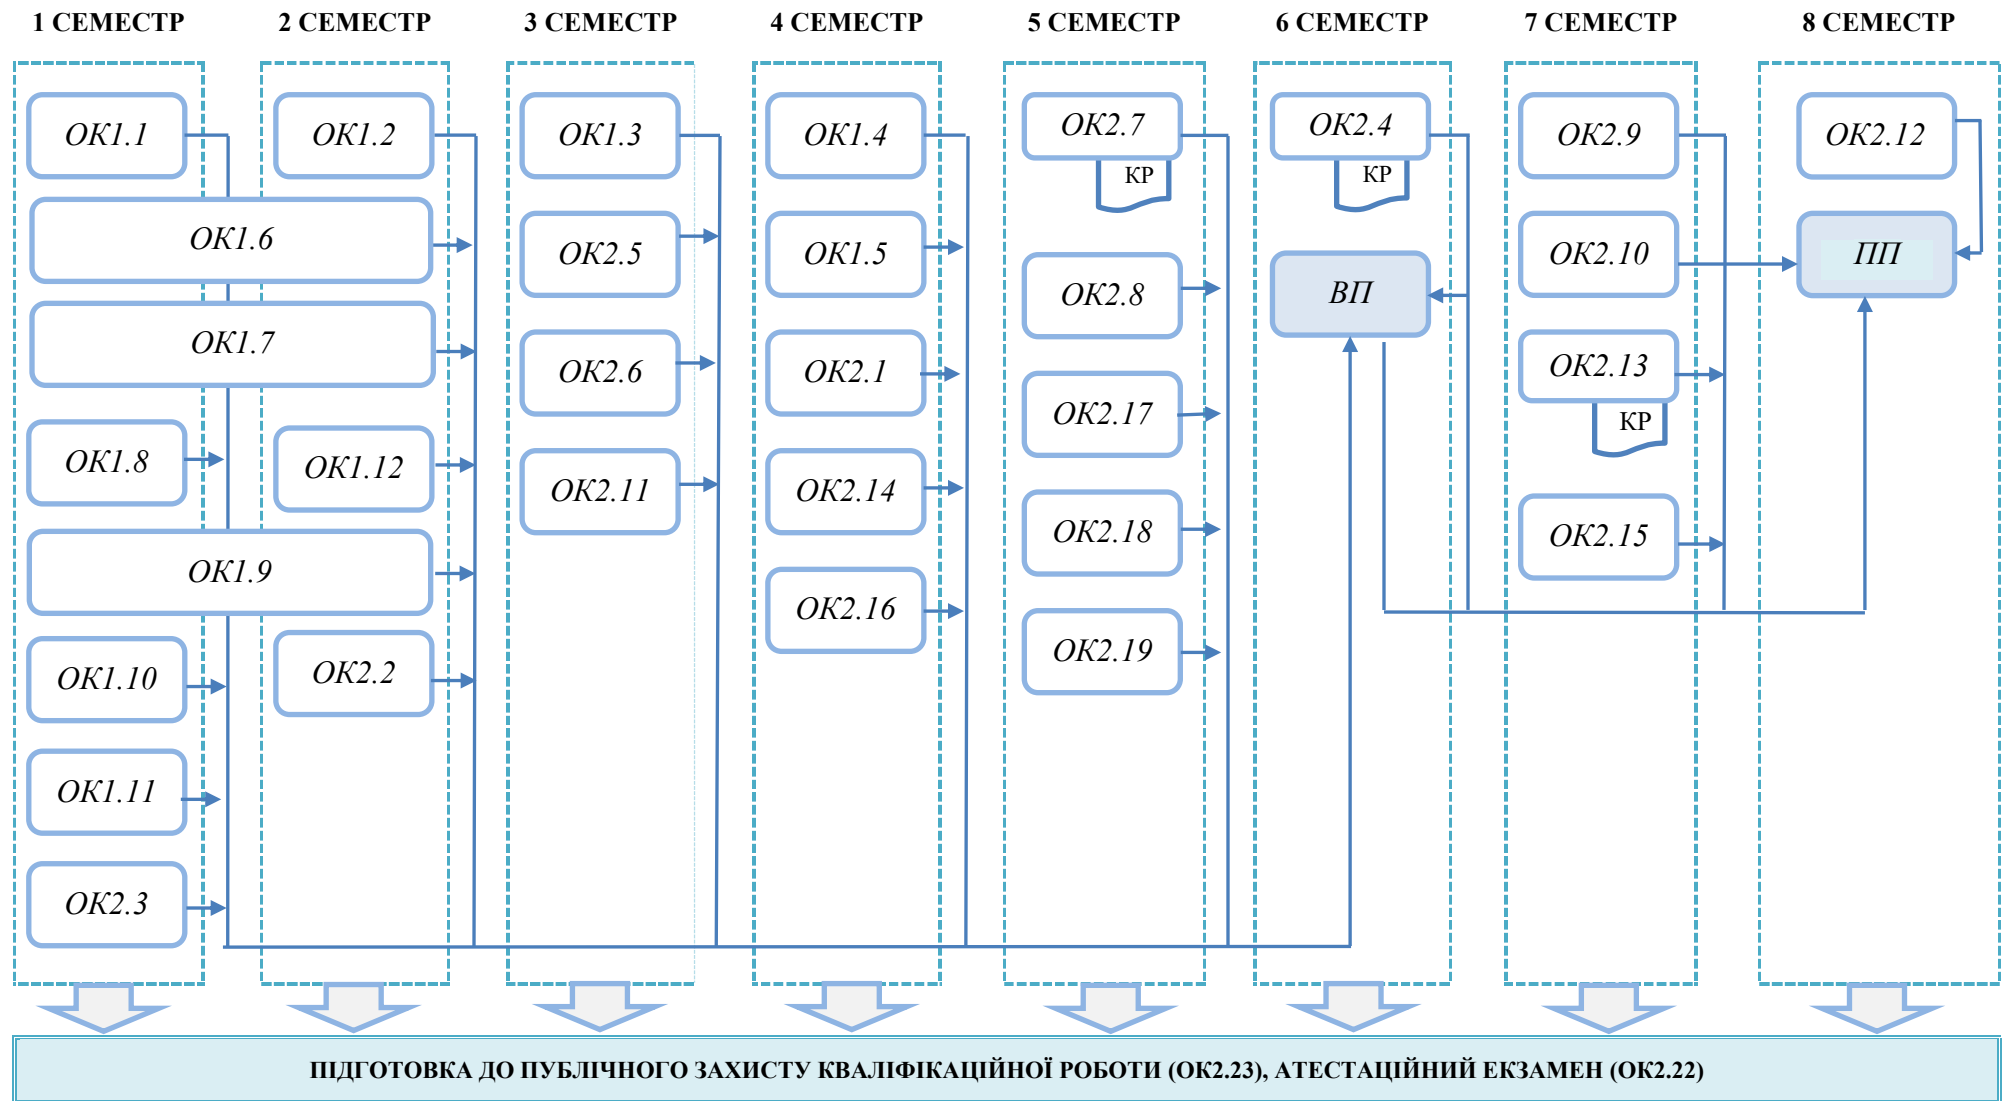 1 СЕМЕСТР
2 СЕМЕСТР
3 СЕМЕСТР
4 СЕМЕСТР
5 СЕМЕСТР
6 СЕМЕСТР
7 СЕМЕСТР
8 СЕМЕСТР
ОК1.1
ОК1.6
ОК1.7
ОК1.8
ОК1.9
ОК1.10
ОК1.11
ОК2.3
ОК1.2
ОК1.12
ОК2.2
ОК1.3
ОК2.5
ОК2.6
ОК2.11
ОК1.4
ОК1.5
ОК2.1
ОК2.14
ОК2.16
ОК2.7
КР
ОК2.8
ОК2.17
ОК2.18
ОК2.19
ОК2.4
КР
ВП
ОК2.9
ОК2.10
ОК2.13
КР
ОК2.15
ОК2.12
ПП
ПІДГОТОВКА ДО ПУБЛІЧНОГО ЗАХИСТУ КВАЛІФІКАЦІЙНОЇ РОБОТИ (ОК2.23), АТЕСТАЦІЙНИЙ ЕКЗАМЕН (ОК2.22)